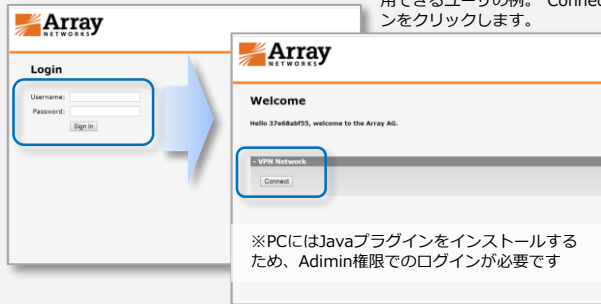 用できるユーザの例。"Connec
ンをクリックします。
Array
NETWORKS
Login
Username:
Password:
Sign In
Array
NETWORKS
Welcome
Hello 37e68abf55, welcome to the Array AG.
- VPN Network
Connect
※PCにはJavaプラグインをインストールする
ため、Adimin権限でのログインが必要です